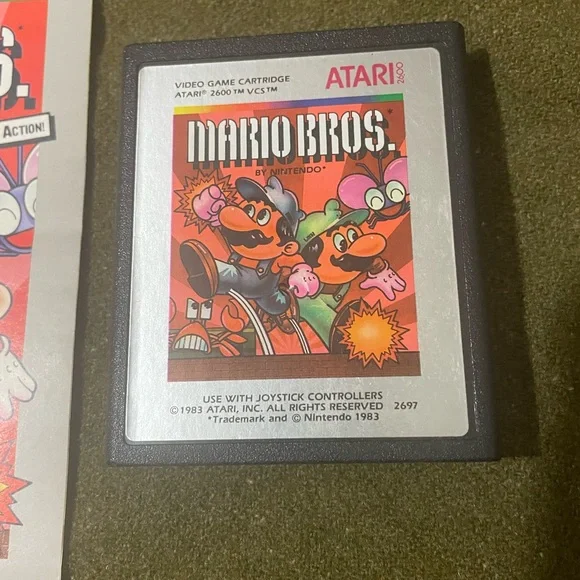 S.
ACTION!
VIDEO GAME CARTRIDGE
ATARI® 2600™ VCS™
ATARI
2600
MARIO BROS.
BY NINTENDO*
USE WITH JOYSTICK CONTROLLERS
©1983 ATARI, INC. ALL RIGHTS RESERVED 2697
*Trademark and © Nintendo 1983